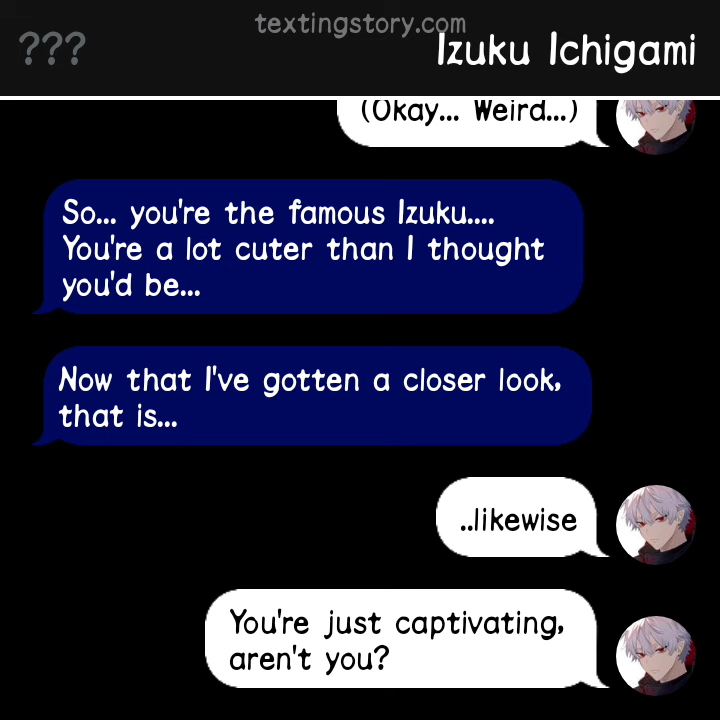 textingstory.com
???
Izuku Ichigami
(Okay... Weird...)
So... you're the famous Izuku....
You're a lot cuter than I thought
you'd be...
Now that I've gotten a closer look,
that is...
..likewise
You're just captivating,
aren't you?